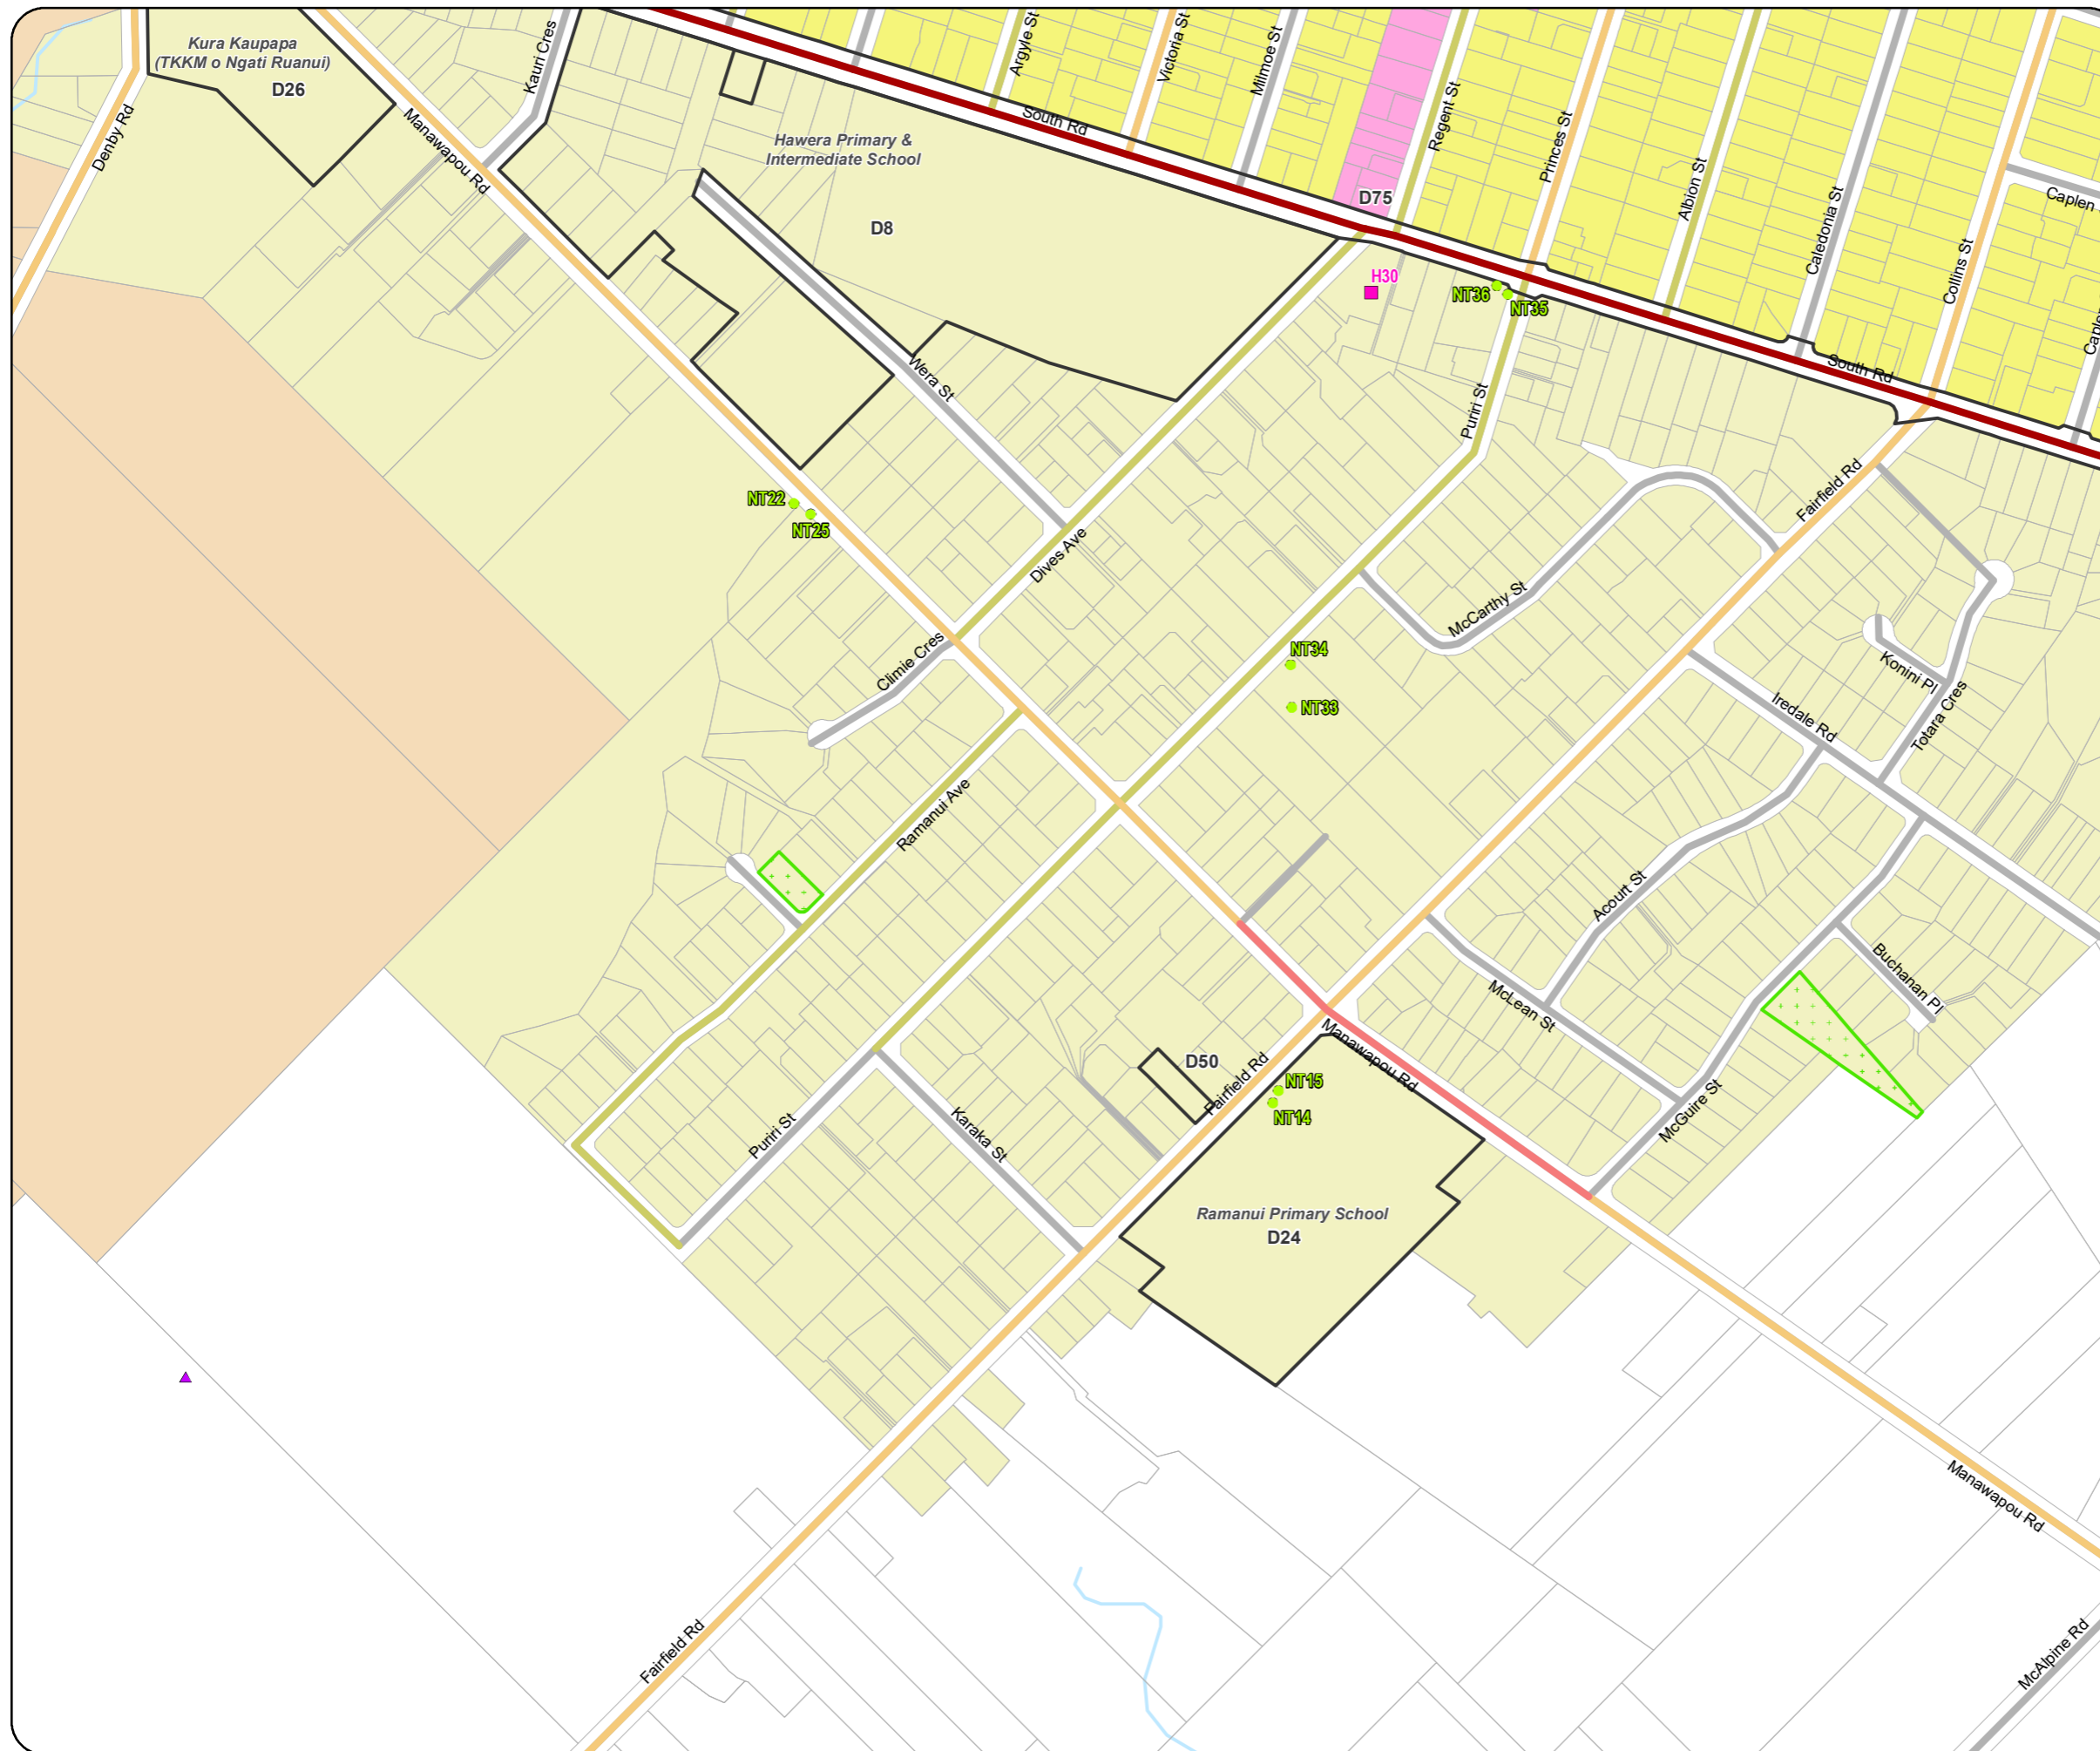 Kura Kaupapa
(TKKM o Ngati Ruanui)
D26
Denby Rd
Manawapou Rd
Kauri Cres
Argyle St
Victoria St
Milmoe St
South Rd
Hawera Primary &
Intermediate School
D8
Regent St
Princes St
Albion St
Caledonia St
Collins St
Caplen
D75
H30
NT36
NT35
South Rd
Wera St
Puriri St
Fairfield Rd
NT22
NT25
Dives Ave
McCarthy St
Climie Cres
NT34
NT33
Konini Pl
Totara Cres
Iredale Rd
Ramanui Ave
Acourt St
Buchanan Pl
McLean St
Manawapou Rd
McGuire St
D50
Fairfield Rd
NT15
NT14
Puriri St
Karaka St
Ramanui Primary School
D24
Manawapou Rd
Fairfield Rd
McAlpine Rd